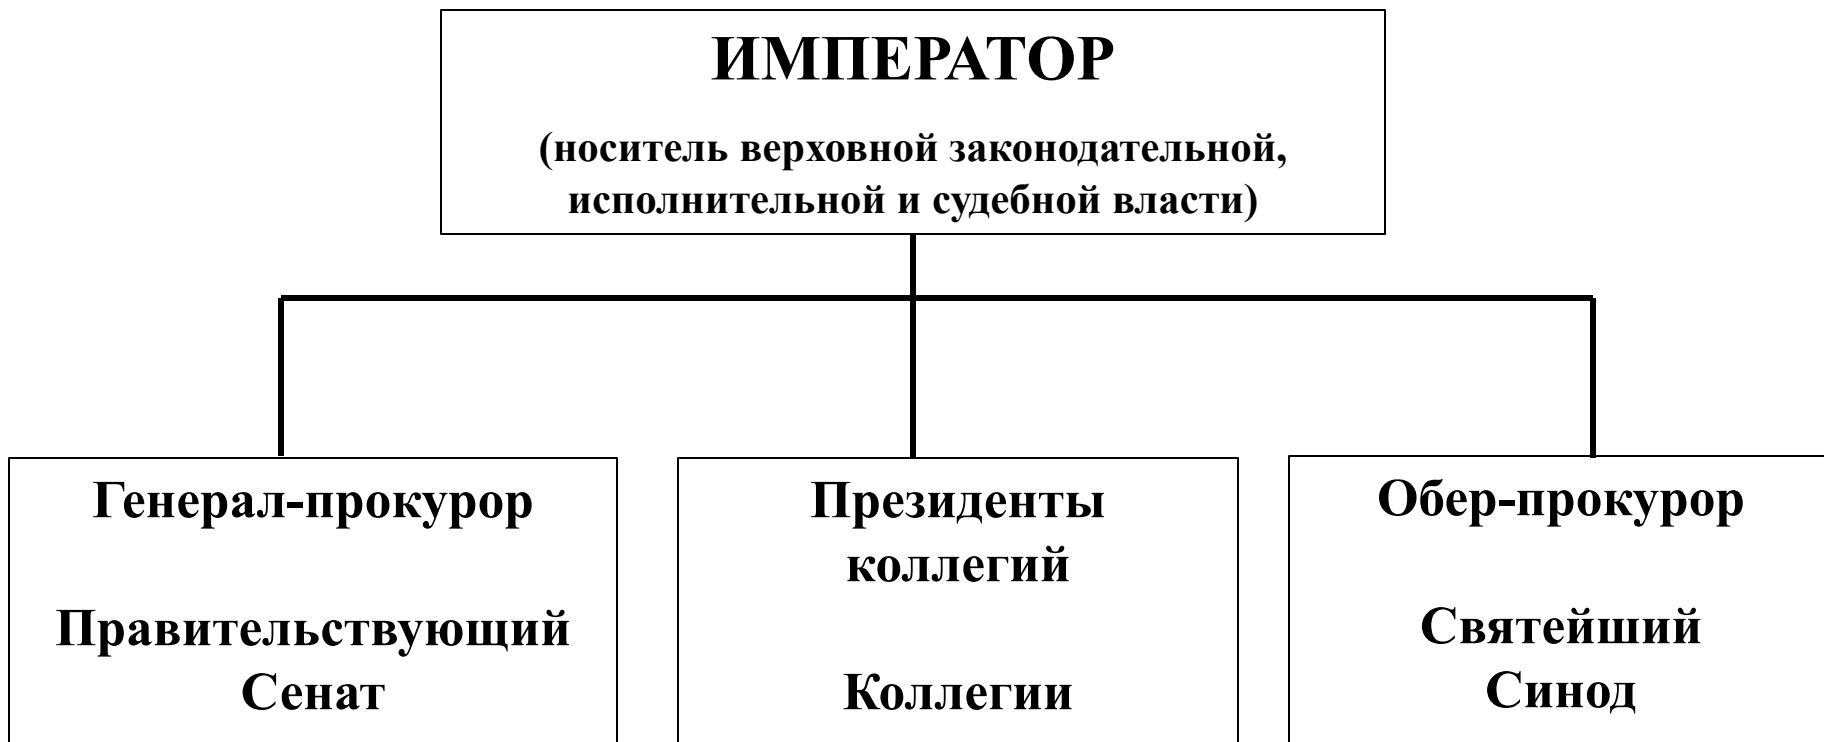 ИМПЕРАТОР
(носитель верховной законодательной,
исполнительной и судебной власти)
Генерал-прокурор
Правительствующий
Сенат
Президенты
коллегий
Коллегии
Обер-прокурор
Святейший
Синод